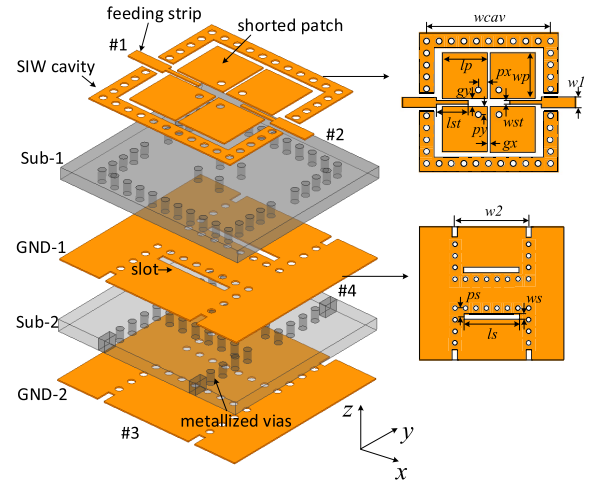 feeding strip
#1
shorted patch
SIW cavity
#2
Sub-1
GND-1
slot
#4
Sub-2
GND-2
metallized vias
#3
z
y
x
wcav
lp
px
wp
gy
w1
lst
wst
py
gx
w2
ps
ws
ls